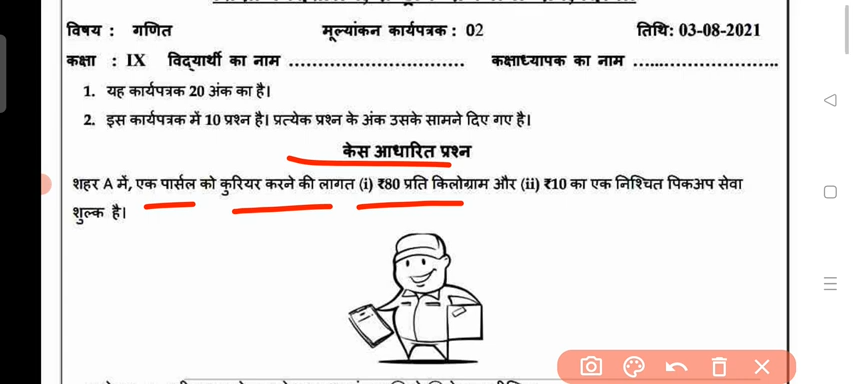 विषय : गणित मूल्यांकन कार्यपत्रक : 02 तिथि: 03-08-2021
कक्षा : IX विद्यार्थी का नाम ................................ कक्षाध्यापक का नाम ...........................
1. यह कार्यपत्रक 20 अंक का है।
2. इस कार्यपत्रक में 10 प्रश्न है। प्रत्येक प्रश्न के अंक उसके सामने दिए गए है।
केस आधारित प्रश्न
शहर A में, एक पार्सल को कुरियर करने की लागत (i) ₹80 प्रति किलोग्राम और (ii) ₹10 का एक निश्चित पिकअप सेवा
शुल्क है।